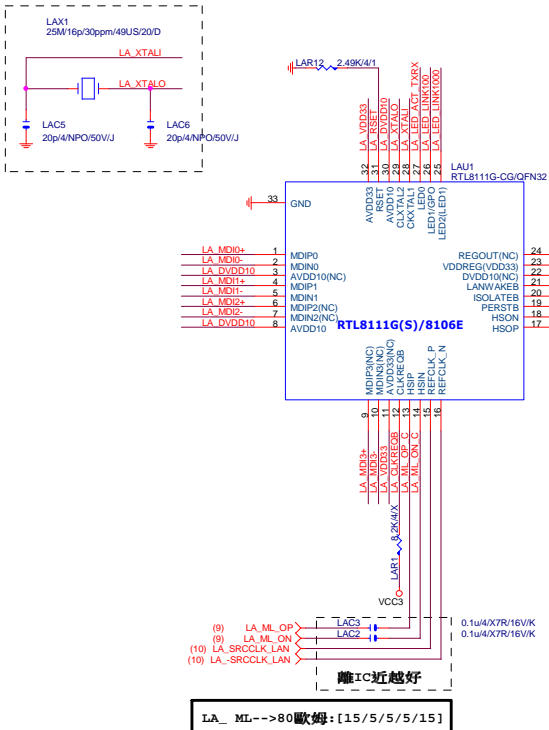 LAX1
25M/16p/30ppm/49US/20/D
LA_XTALI
LA_XTALO
LAC5
20p/4/NPO/50V/J
LAC6
20p/4/NPO/50V/J
LAR12
2.49K/4/1
LA_VDD33
LA_RSET
LA_DVDD10
LA_XTALO
LA_XTALI
LA_LED_ACT_TXRX
LA_LED_LINK100
LA_LED_LINK1000
32
31
30
29
28
27
26
25
LAU1
RTL8111G-CG/QFN32
AVDD33
RSET
AVDD10
CLXTAL2
CKXTAL1
LED0
LED1/GPO
LED2(LED1)
33
GND
LA_MDI0+ 1 MDIP0
LA_MDI0- 2 MDIN0
LA_DVDD10 3 AVDD10(NC)
LA_MDI1+ 4 MDIP1
LA_MDI1- 5 MDIN1
LA_MDI2+ 6 MDIP2(NC)
LA_MDI2- 7 MDIN2(NC)
LA_DVDD10 8 AVDD10
REGOUT(NC) 24
VDDREG(VDD33) 23
DVDD10(NC) 22
LANWAKEB 21
ISOLATEB 20
PERSTB 19
HSON 18
HSOP 17
RTL8111G(S)/8106E
MDIP3(NC)
MDIN3(NC)
AVDD33(NC)
CLKREQB
HSIP
HSIN
REFCLK_P
REFCLK_N
9
10
11
12
13
14
15
16
LA_MDI3+
LA_MDI3-
LA_VDD33
LA_CLKREQB
LA_ML_OP_C
LA_ML_ON_C
LAR1
8.2K/4/X
VCC3
(9) LA_ML_OP
(9) LA_ML_ON
(10) LA_SRCCLK_LAN
(10) LA_-SRCCLK_LAN
LAC3
LAC2
0.1u/4/X7R/16V/K
0.1u/4/X7R/16V/K
離IC近越好
LA_ ML-->80歐姆:[15/5/5/5/15]